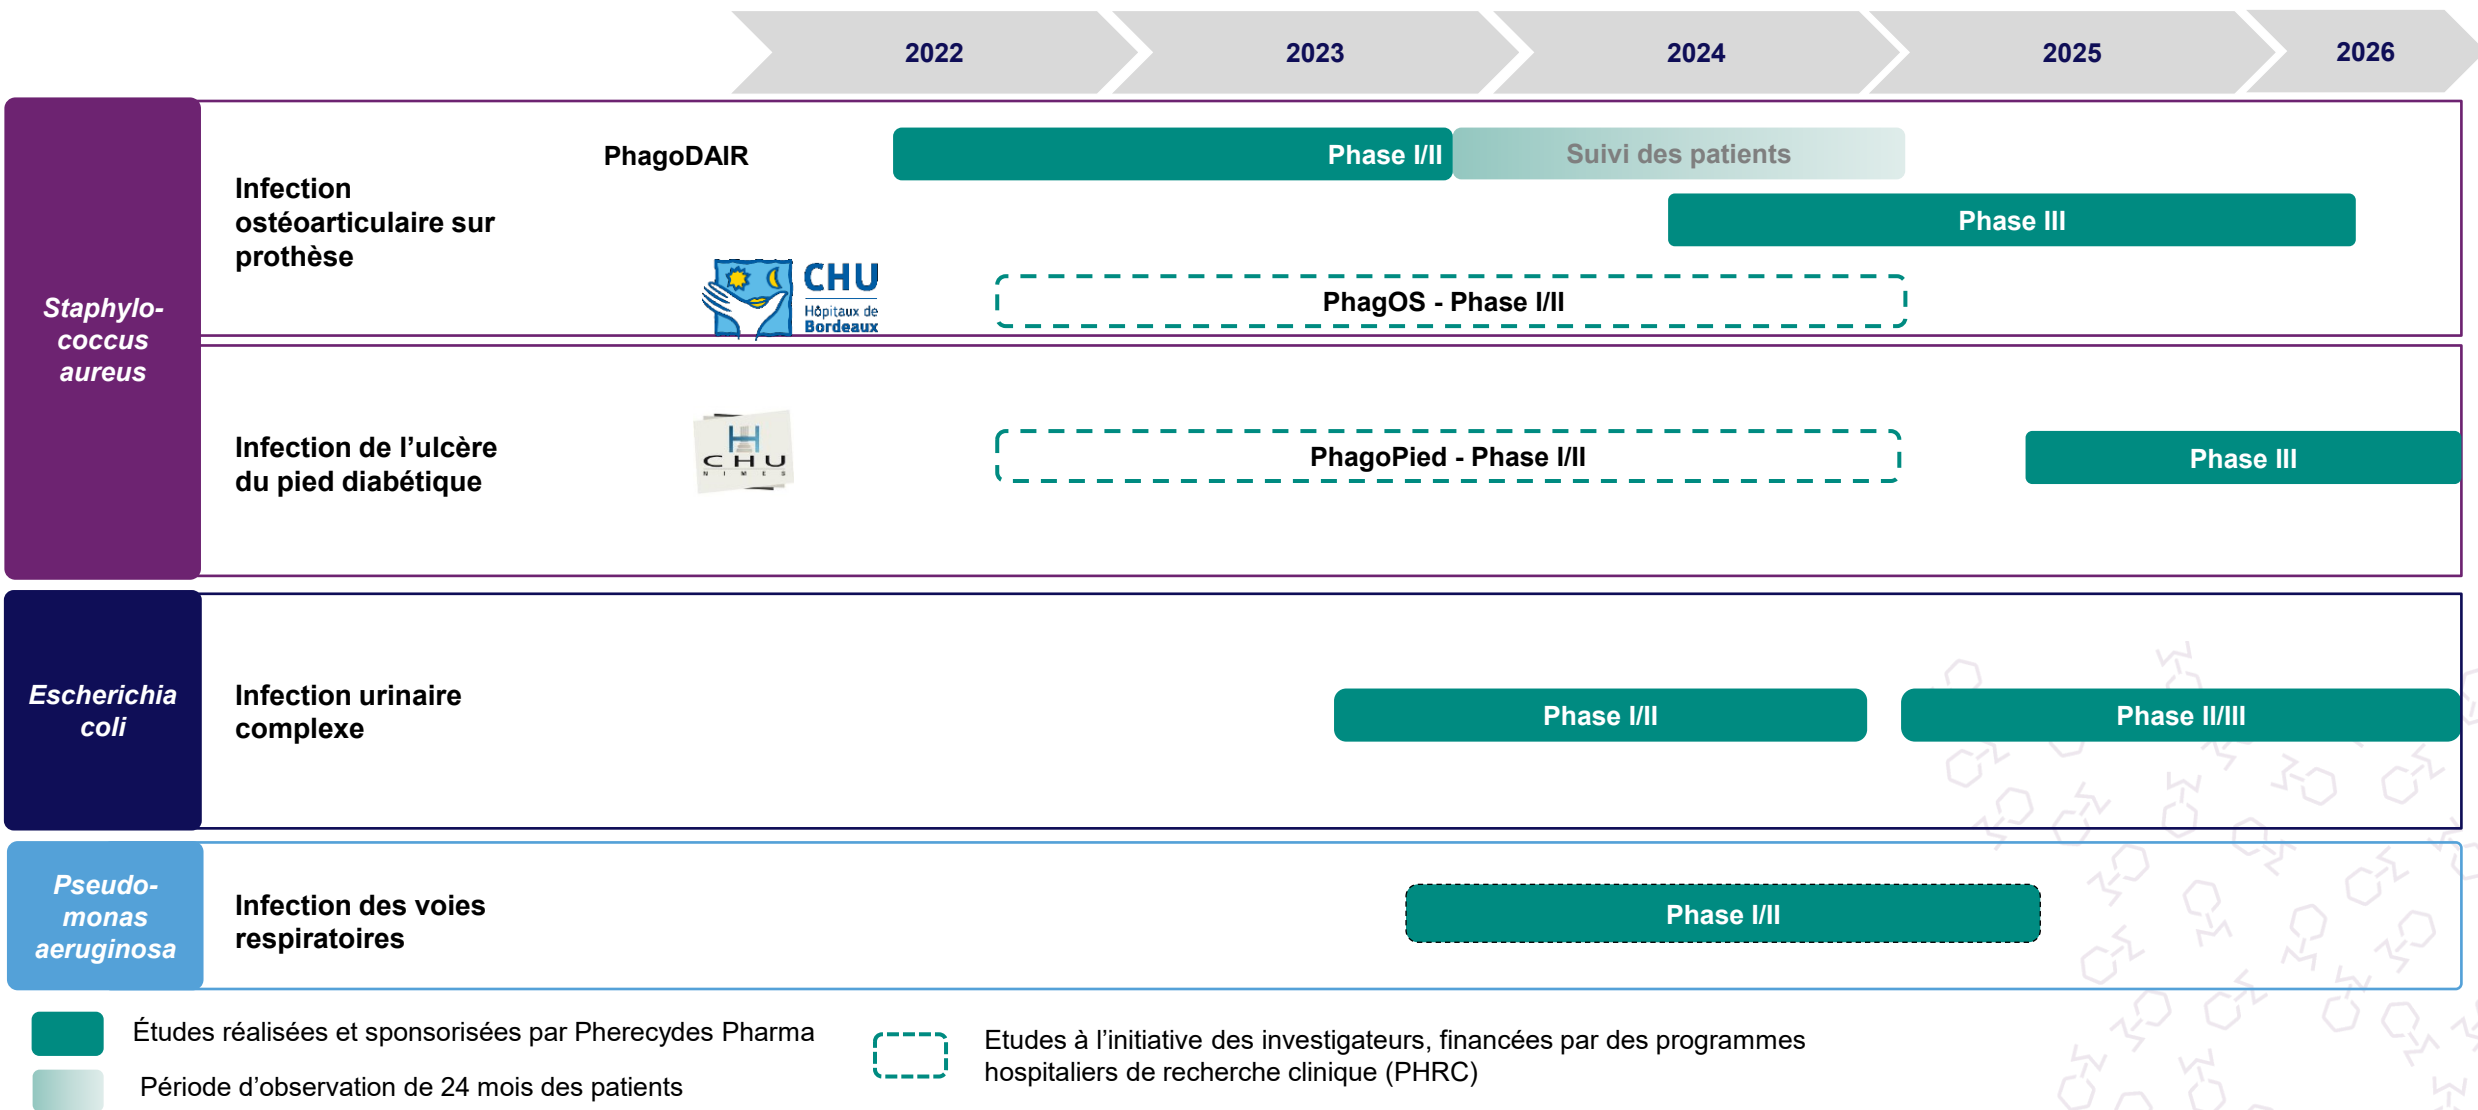 2022
2023
2024
2025
2026
Staphylo-
coccus
aureus
Infection
ostéoarticulaire sur
prothèse
PhagoDAIR
Phase I/II
Suivi des patients
Phase III
CHU
Hôpitaux de
Bordeaux
PhagOS - Phase I/II
Infection de l’ulcère
du pied diabétique
CHU
NIMES
PhagoPied - Phase I/II
Phase III
Escherichia
coli
Infection urinaire
complexe
Phase I/II
Phase II/III
Pseudo-
monas
aeruginosa
Infection des voies
respiratoires
Phase I/II
Études réalisées et sponsorisées par Pherecydes Pharma
Période d’observation de 24 mois des patients
Etudes à l’initiative des investigateurs, financées par des programmes
hospitaliers de recherche clinique (PHRC)